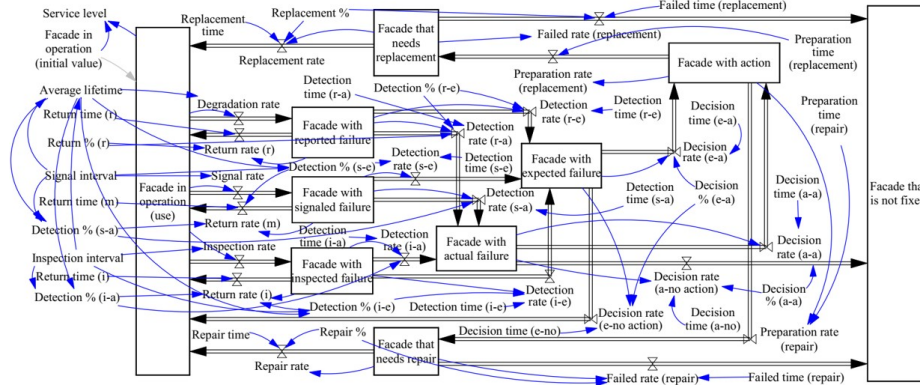 Service level
Facade in
operation
(initial value)
Replacement
time
Replacement %
Replacement rate
Facade that
needs
replacement
Failed time (replacement)
Failed rate (replacement)
Preparation
time
(replacement)
Facade that
is not fixed
Facade with action
Preparation rate
(replacement)
Average lifetime
Return time (r)
Return % (r)
Signal interval
Return time (m)
Detection % (s-a)
Inspection interval
Return time (i)
Detection % (i-a)
Facade in
operation
(use)
Degradation rate
Return rate (r)
Signal rate
Return rate (m)
Inspection rate
Return rate (i)
Facade with
reported failure
Facade with
signaled failure
Facade with
inspected failure
Detection
time
(r-a)
Detection % (r-e)
Detection
rate
(r-a)
Detection
rate (r-e)
Detection
time (r-e)
Detection % (s-e)
Detection
rate
(s-e)
Detection
time (s-e)
Facade with
expected failure
Detection
rate (s-a)
Detection
time (s-a)
Detection
time (i-a)
Detection
rate (i-a)
Facade with
actual failure
Detection % (i-e)
Detection time (i-e)
Detection
rate (i-e)
Decision
time
(e-a)
Decision
rate (e-a)
Decision
% (e-a)
Decision
time (a-a)
Decision
rate (a-a)
Decision
% (a-a)
Decision rate
(a-no action)
Decision
time (a-no)
Decision rate
(e-no action)
Decision time (e-no)
Preparation
time
(repair)
Preparation rate
(repair)
Repair time
Repair %
Repair rate
Facade that
needs repair
Failed rate (repair)
Failed time (repair)